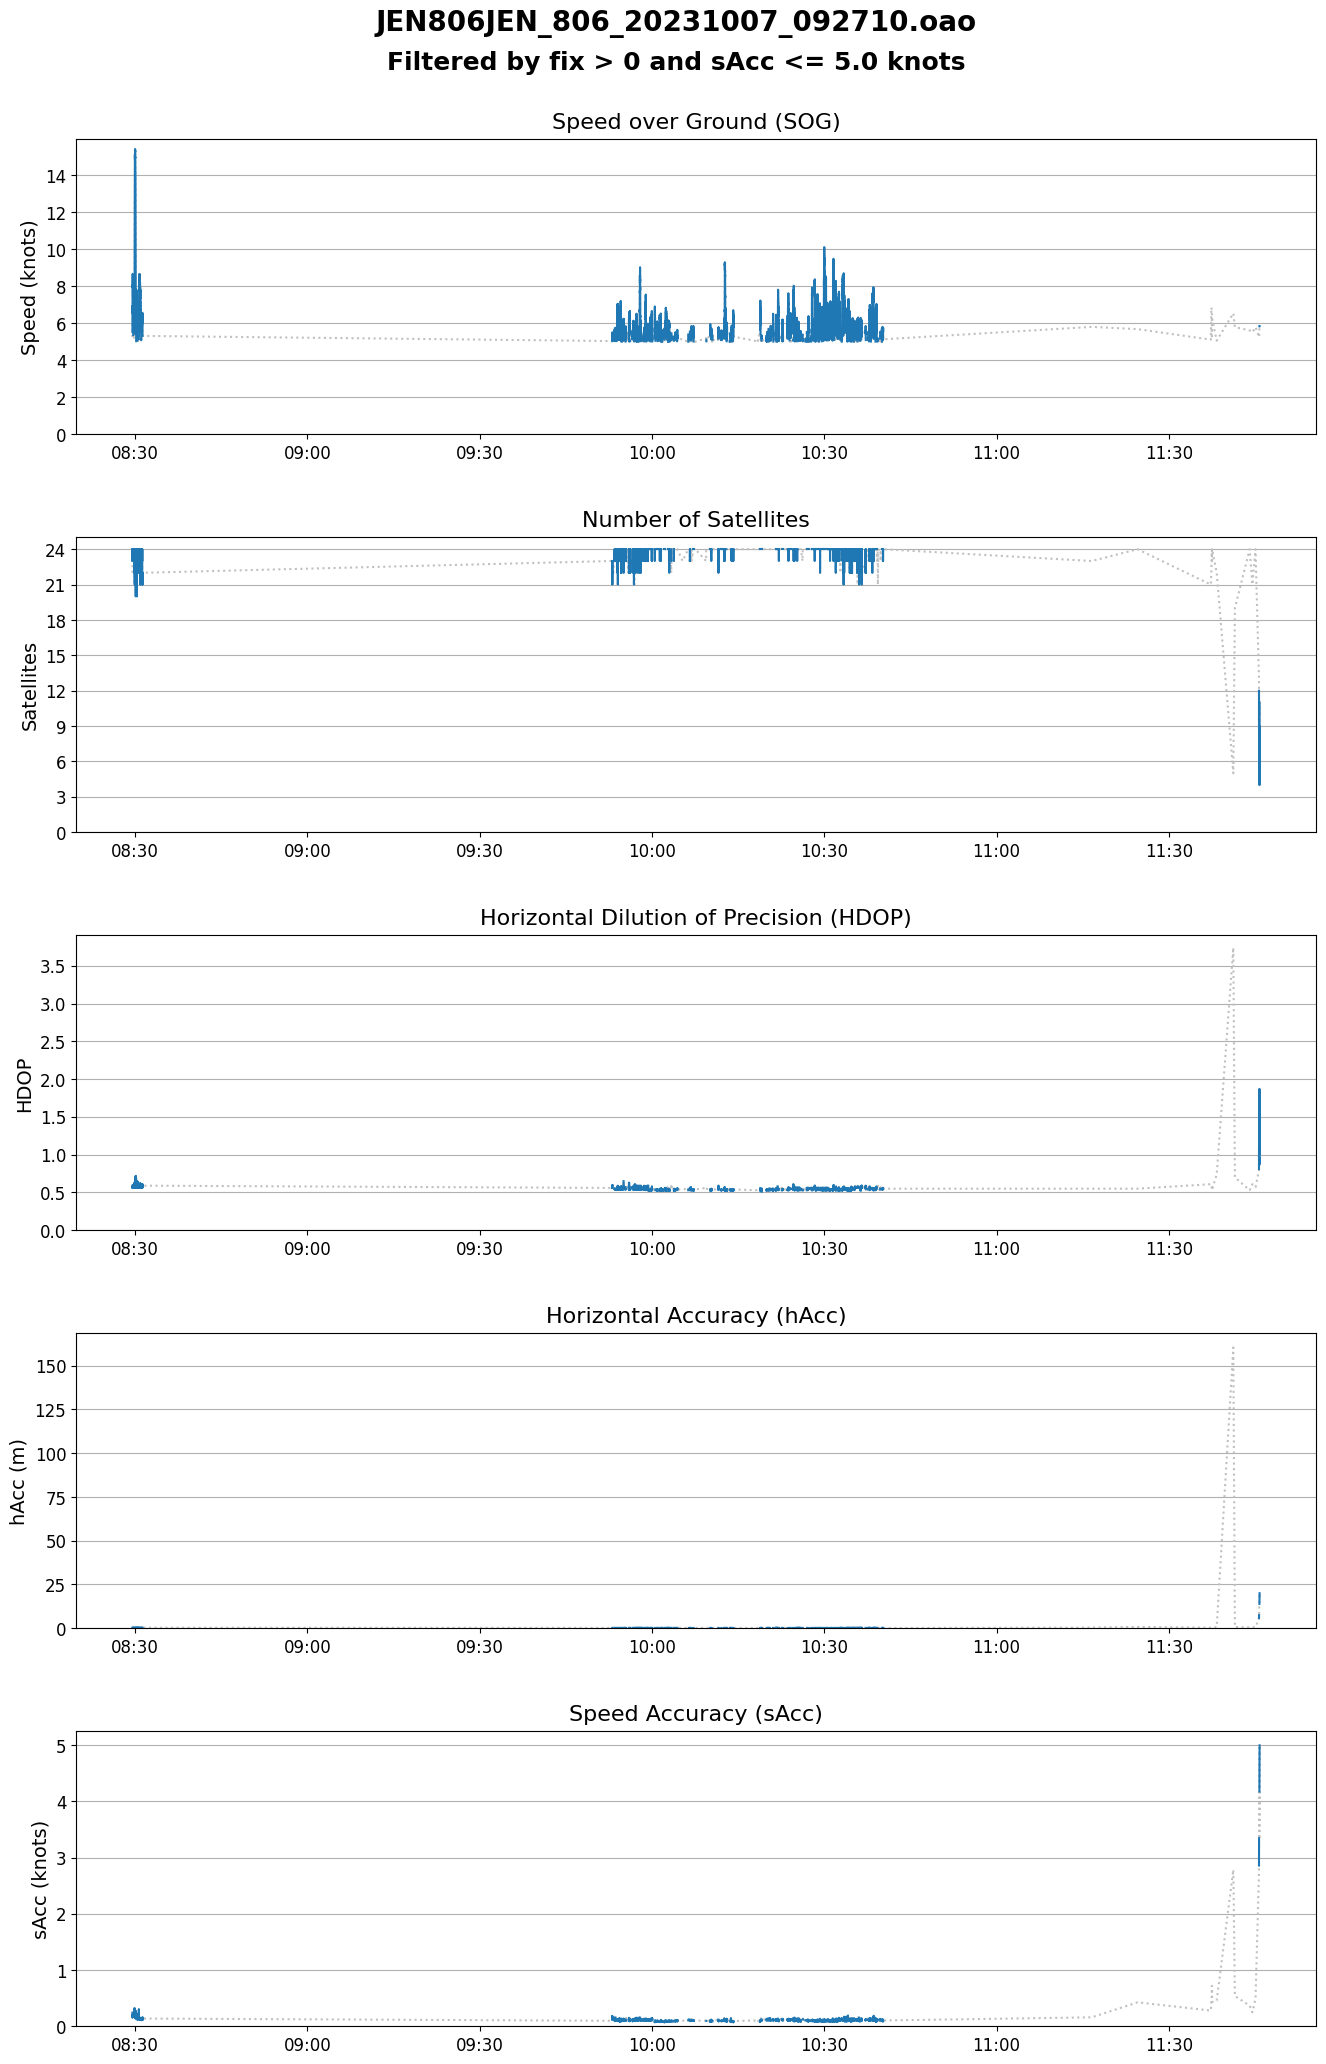 JEN806JEN_806_20231007_092710.oao
Filtered by fix > 0 and sAcc <= 5.0 knots
Speed over Ground (SOG)
Speed (knots)
14
12
10
8
6
4
2
0
08:30 09:00 09:30 10:00 10:30 11:00 11:30
Number of Satellites
Satellites
24
21
18
15
12
9
6
3
0
08:30 09:00 09:30 10:00 10:30 11:00 11:30
Horizontal Dilution of Precision (HDOP)
HDOP
3.5
3.0
2.5
2.0
1.5
1.0
0.5
0.0
08:30 09:00 09:30 10:00 10:30 11:00 11:30
Horizontal Accuracy (hAcc)
hAcc (m)
150
125
100
75
50
25
0
08:30 09:00 09:30 10:00 10:30 11:00 11:30
Speed Accuracy (sAcc)
sAcc (knots)
5
4
3
2
1
0
08:30 09:00 09:30 10:00 10:30 11:00 11:30